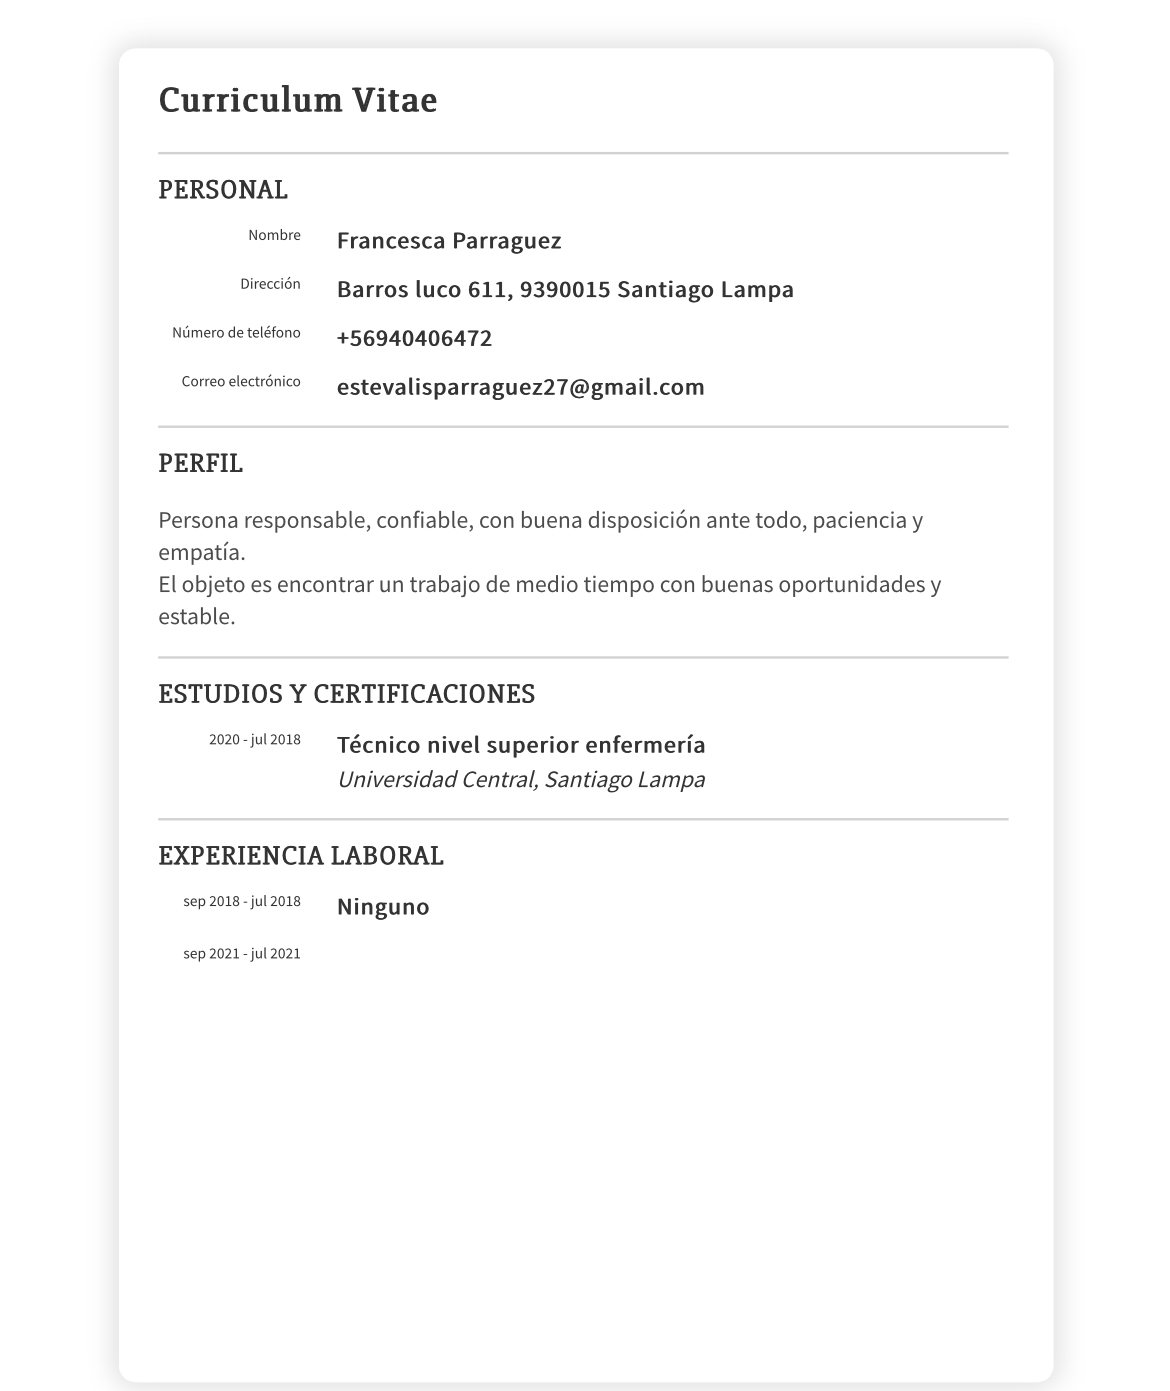 Curriculum Vitae
PERSONAL
Nombre Francesca Parraguez
Dirección Barros luco 611, 9390015 Santiago Lampa
Número de teléfono +56940406472
Correo electrónico estevalisparraguez27@gmail.com
PERFIL
Persona responsable, confiable, con buena disposición ante todo, paciencia y
empatía.
El objeto es encontrar un trabajo de medio tiempo con buenas oportunidades y
estable.
ESTUDIOS Y CERTIFICACIONES
2020 - jul 2018 Técnico nivel superior enfermería
Universidad Central, Santiago Lampa
EXPERIENCIA LABORAL
sep 2018 - jul 2018 Ninguno
sep 2021 - jul 2021